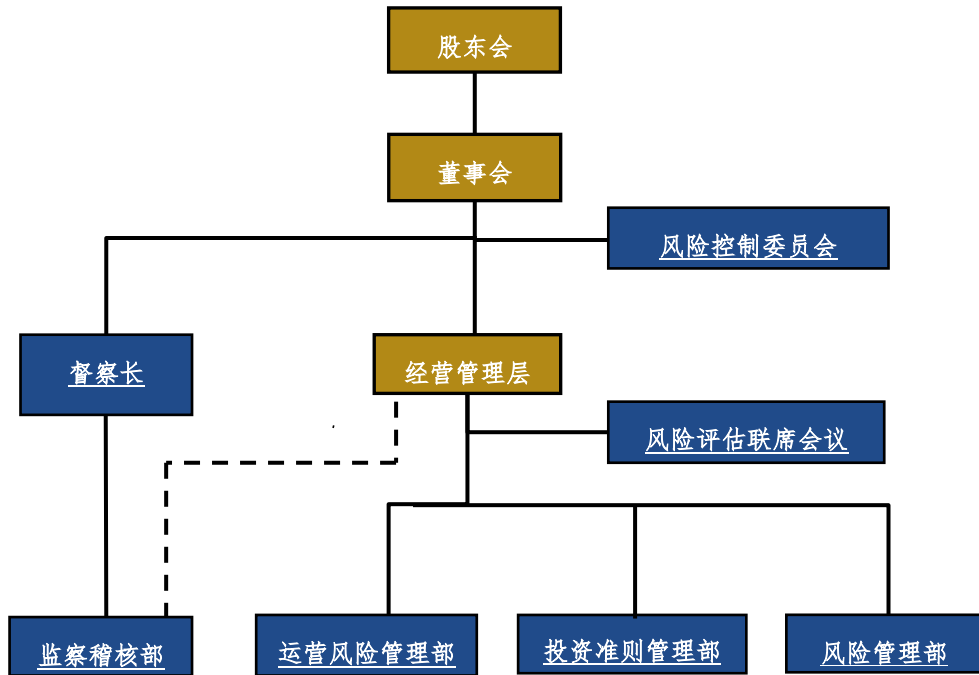 股东会
董事会
风险控制委员会
督察长
经营管理层
风险评估联席会议
监察稽核部
运营风险管理部
投资准则管理部
风险管理部